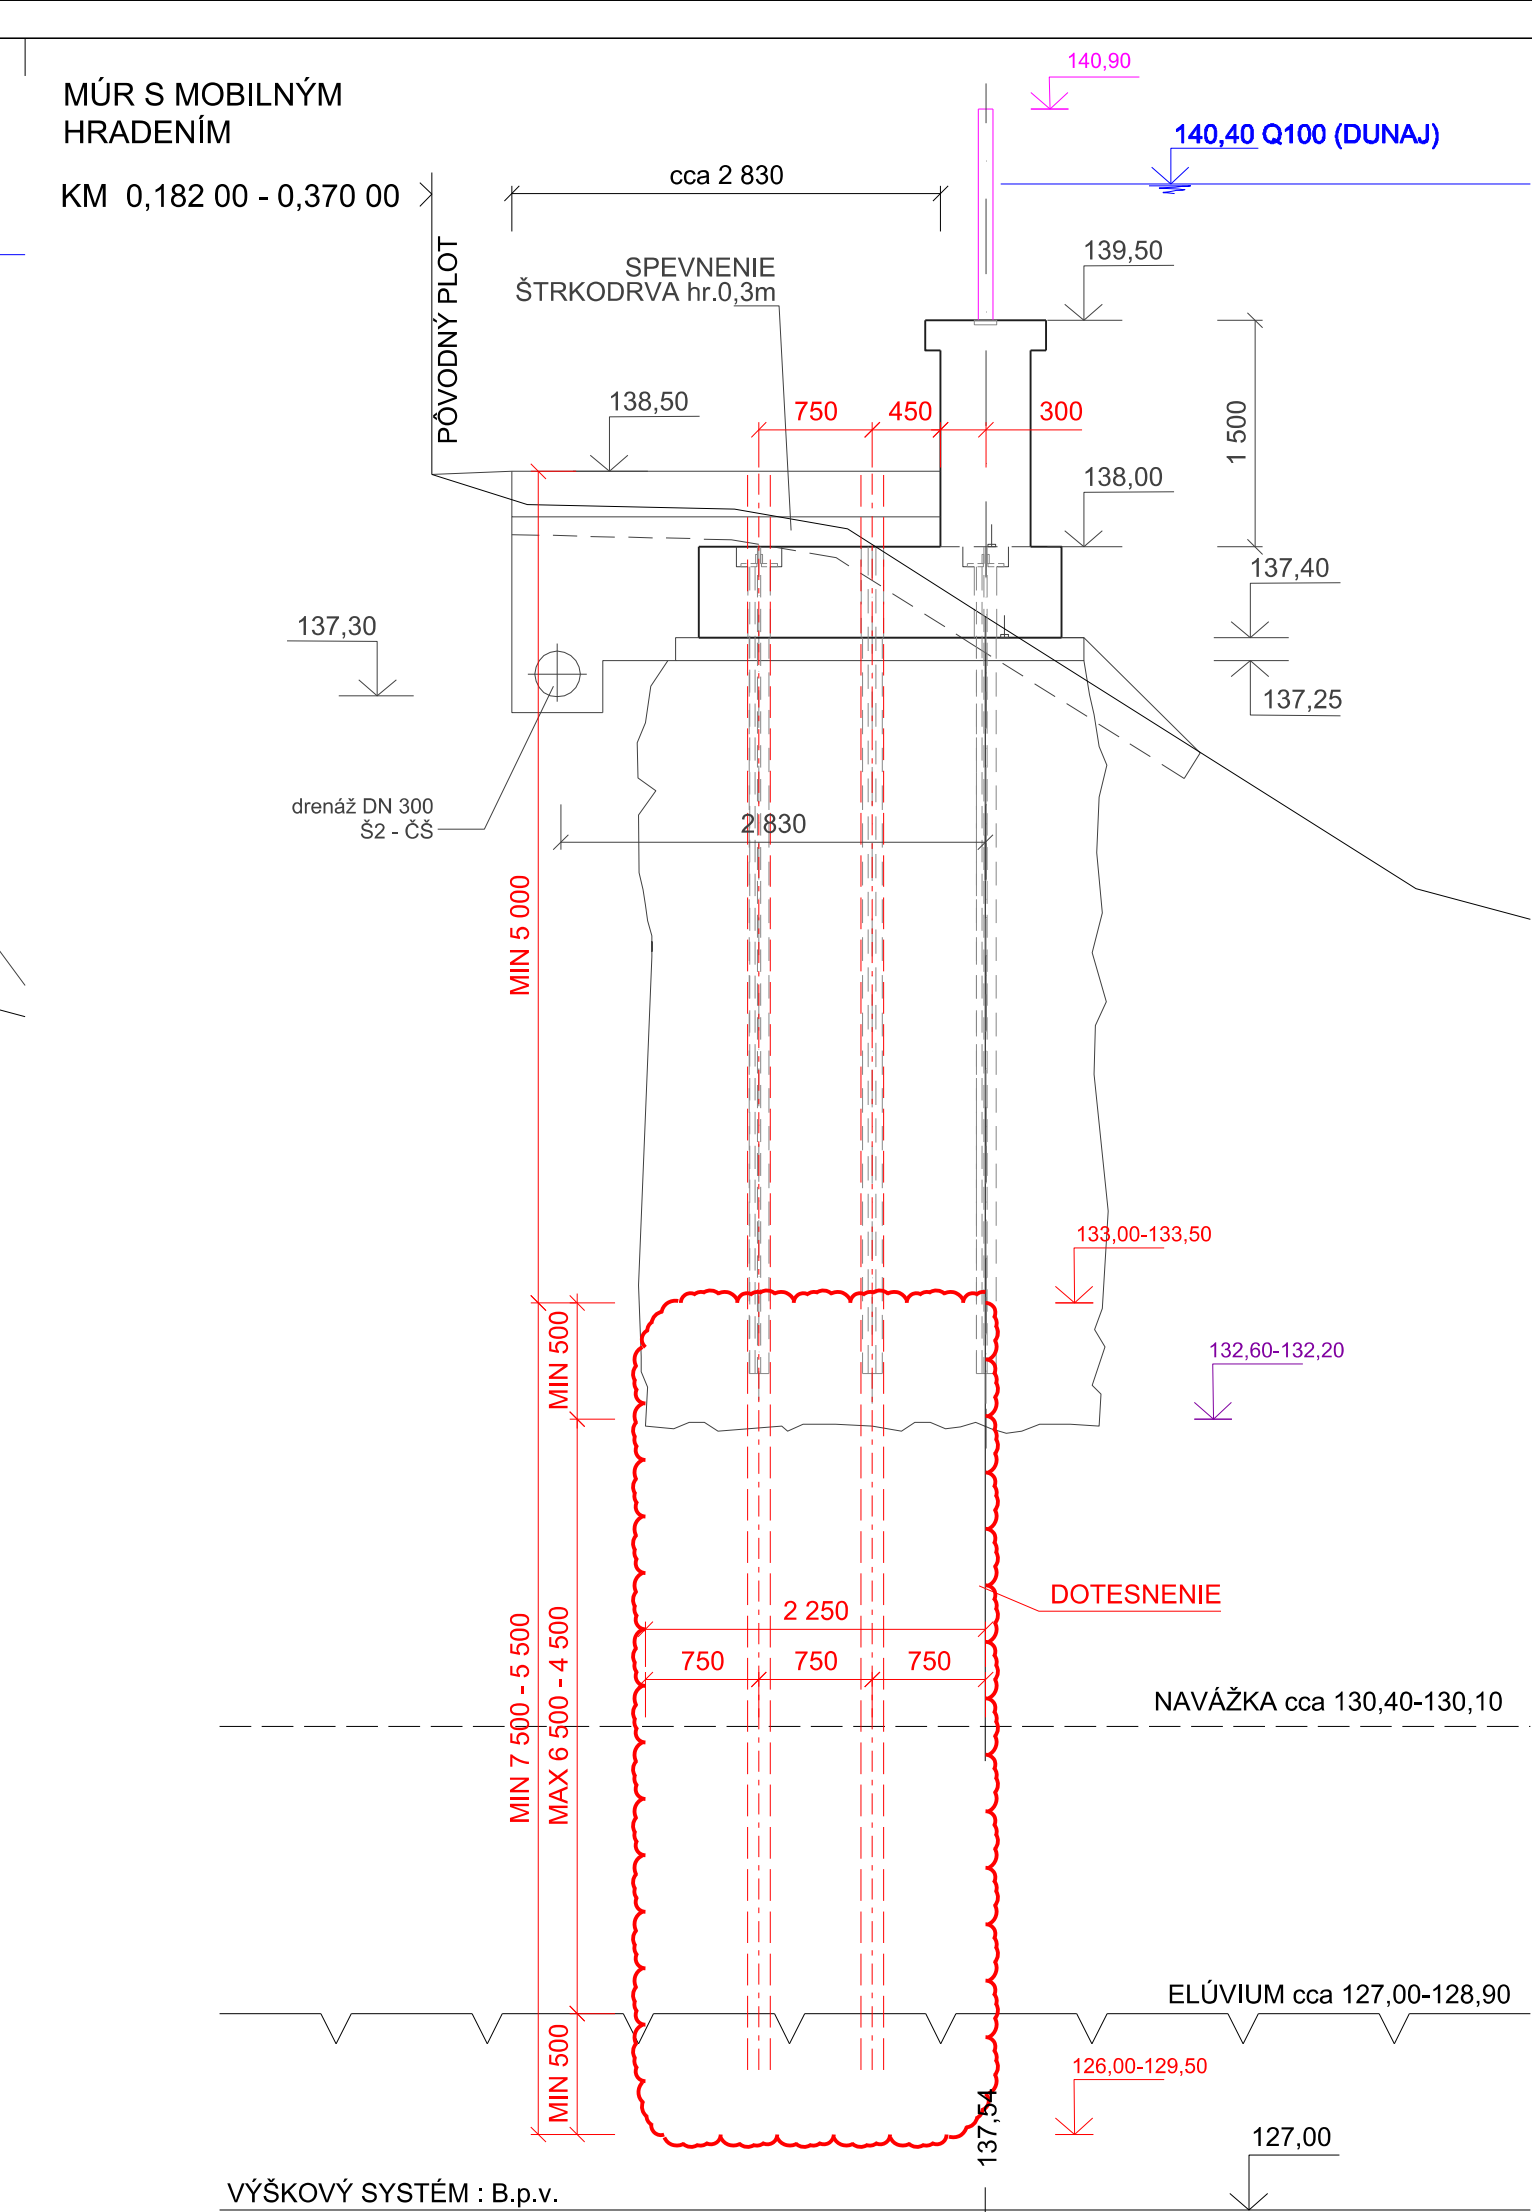 140,90
MÚR S MOBILNÝM
HRADENÍM
140,40 Q100 (DUNAJ)
cca 2 830
KM 0,182 00 - 0,370 00
PÔVODNÝ PLOT
SPEVNENIE
ŠTRKODRVA hr.0,3m
139,50
138,50
750
450
300
1 500
138,00
137,40
137,30
137,25
drenáž DN 300
Š2 - ČŠ
2 830
MIN 5 000
133,00-133,50
MIN 500
132,60-132,20
DOTESNENIE
2 250
750
750
750
MIN 7 500 - 5 500
MAX 6 500 - 4 500
NAVÁŽKA cca 130,40-130,10
ELÚVIUM cca 127,00-128,90
MIN 500
126,00-129,50
137,54
127,00
VÝŠKOVÝ SYSTÉM : B.p.v.